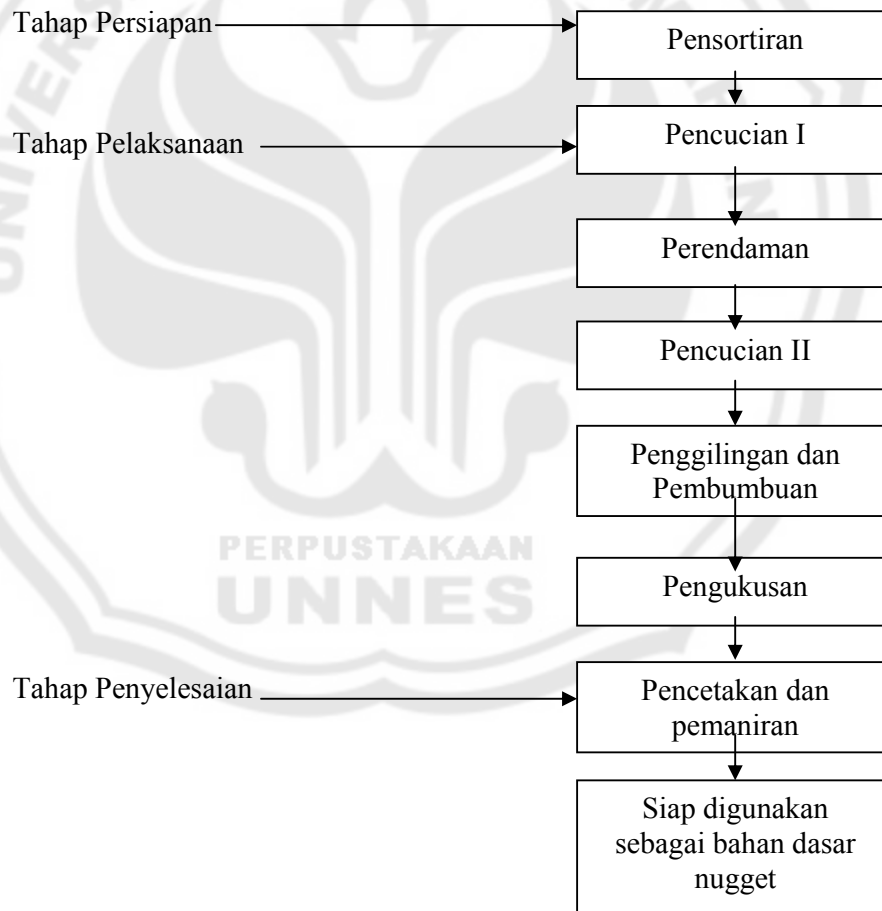 Tahap Persiapan
Pensortiran
Tahap Pelaksanaan
Pencucian I
Perendaman
Pencucian II
Penggilingan dan
Pembumbuan
PERPUSTAKAAN
UNNES
Pengukusan
Tahap Penyelesaian
Pencetakan dan
pemaniran
Siap digunakan
sebagai bahan dasar
nugget